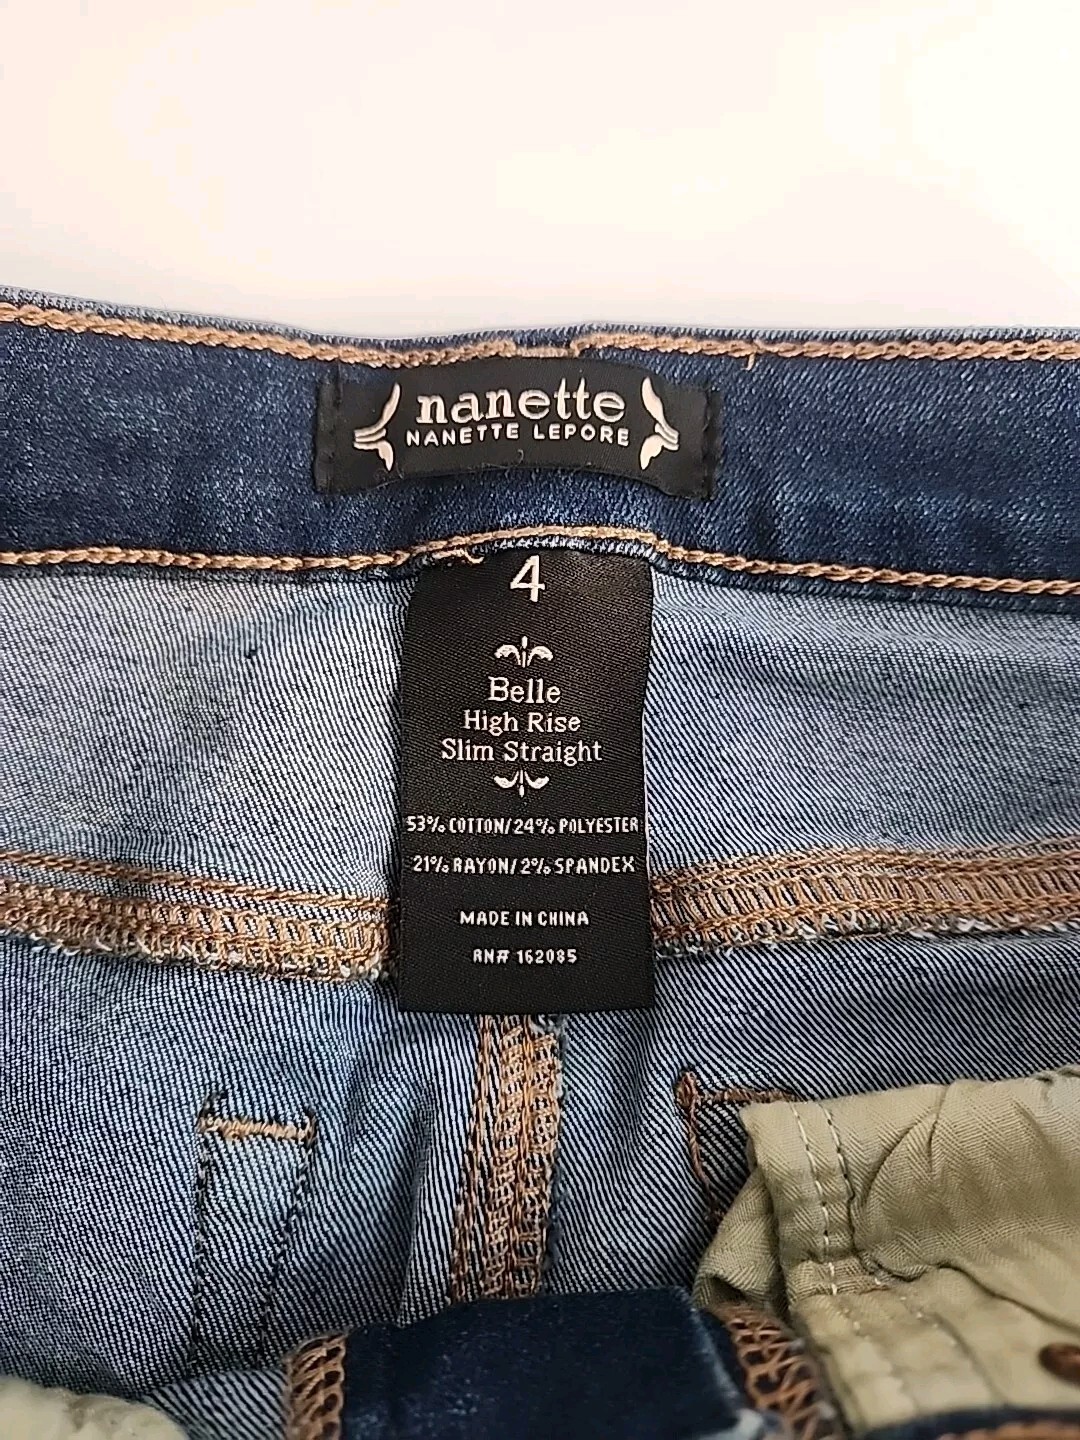 nanette
NANETTE LEPORE
4
Belle
High Rise
Slim Straight
53% COTTON/24% POLYESTER
21% RAYON/2% SPANDEX
MADE IN CHINA
RN# 162085